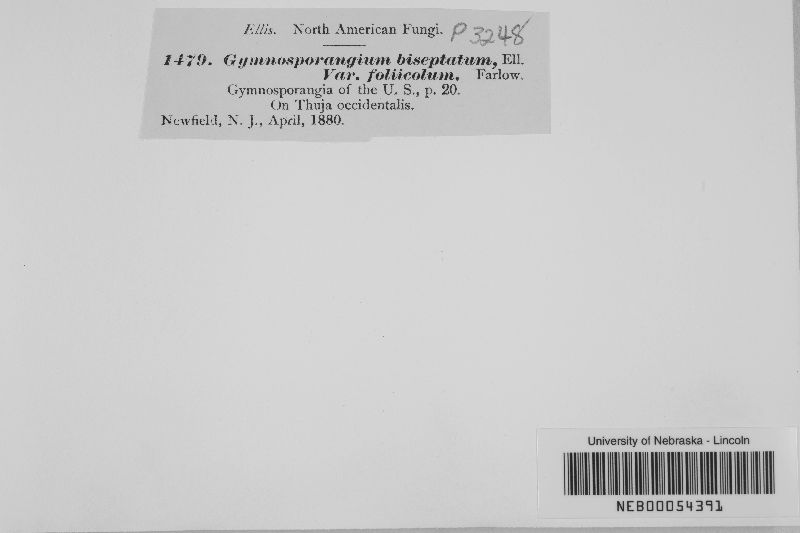 Ellis. North American Fungi. P 3248
1479. Gymnosporangium biseptatum, Ell.
Var. foliicolum. Farlow.
Gymnosporangia of the U. S., p. 20.
On Thuja occidentalis.
Newfield, N. J., April, 1880.
University of Nebraska - Lincoln
NEB00054391